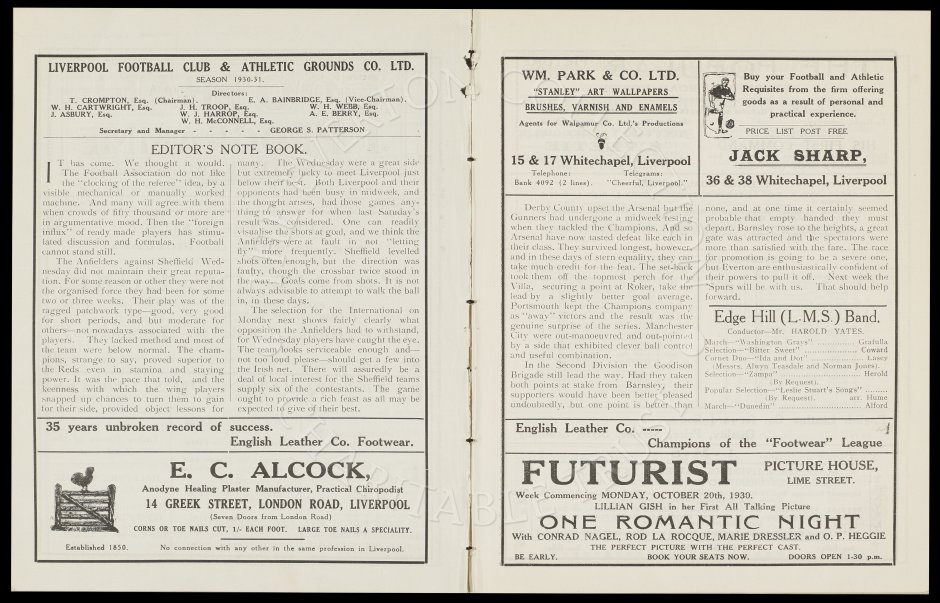 LIVERPOOL FOOTBALL CLUB & ATHLETIC GROUNDS CO. LTD.
SEASON 1930-31.
Directors:
T. CROMPTON, Esq. (Chairman). E. A. BAINBRIDGE, Esq. (Vice-Chairman).
W. H. CARTWRIGHT, Esq. J. H. TROOP, Esq. W. H. WEBB, Esq.
J. ASBURY, Esq. W. J. HARROP, Esq. A. E. BERRY, Esq.
W. H. McCONNELL, Esq.
Secretary and Manager - - - - - GEORGE S. PATTERSON
EDITOR'S NOTE BOOK.
IT has come. We thought it would.
The Football Association do not like
the "clocking of the referee" idea, by a
visible mechanical or manually worked
machine. And many will agree with them
when crowds of fifty thousand or more are
in argumentative mood. Then the "foreign
influx" of ready made players has stimu-
lated discussion and formulas. Football
cannot stand still.
The Anfielders against Sheffield Wed-
nesday did not maintain their great reputa-
tion. For some reason or other they were not
the organised force they had been for some
two or three weeks. Their play was of the
ragged patchwork type—good, very good
for short periods, and but moderate for
others—not nowadays associated with the
players. They lacked method and most of
the team were below normal. The cham-
pions, strange to say, proved superior to
the Reds even in stamina and staying
power. It was the pace that told, and the
keenness with which the wing players
snapped up chances to turn them to gain
for their side, provided object lessons for
many. The Wednesday were a great side
but extremely lucky to meet Liverpool just
below their best. Both Liverpool and their
opponents had been busy in midweek, and
the thought arises, had those games any-
thing to answer for when last Satuday's
result was considered. One can readily
visualise the shots at goal, and we think the
Anfielders were at fault in not "letting
fly" more frequently. Sheffield levelled
shots often enough, but the direction was
faulty, though the crossbar twice stood in
the way. Goals come from shots. It is not
always advisable to attempt to walk the ball
in, in these days.
The selection for the International on
Monday next shows fairly clearly what
opposition the Anfielders had to withstand,
for Wednesday players have caught the eye.
The team looks serviceable enough and—
not too loud please—should get a few into
the Irish net. There will assuredly be a
deal of local interest for the Sheffield teams
supply six of the contestants. The game
ought to provide a rich feast as all may be
expected to give of their best.
35 years unbroken record of success.
English Leather Co. Footwear.
E. C. ALCOCK,
Anodyne Healing Plaster Manufacturer, Practical Chiropodist
14 GREEK STREET, LONDON ROAD, LIVERPOOL
(Seven Doors from London Road)
CORNS OR TOE NAILS CUT, 1/- EACH FOOT. LARGE TOE NAILS A SPECIALITY.
Established 1850. No connection with any other in the same profession in Liverpool.
WM. PARK & CO. LTD.
"STANLEY" ART WALLPAPERS
BRUSHES, VARNISH AND ENAMELS
Agents for Walpamur Co. Ltd.'s Productions
15 & 17 Whitechapel, Liverpool
Telephone: Telegrams:
Bank 4092 (2 lines). "Cheerful, Liverpool."
Buy your Football and Athletic
Requisites from the firm offering
goods as a result of personal and
practical experience.
PRICE LIST POST FREE
JACK SHARP,
36 & 38 Whitechapel, Liverpool
Derby County upset the Arsenal but the
Gunners had undergone a midweek testing
when they tackled the Champions. And so
Arsenal have now tasted defeat like each in
their class. They survived longest, however,
and in these days of stern equality, they can
take much credit for the feat. The set-back
took them off the topmost perch for the
Villa, securing a point at Roker, take the
lead by a slightly better goal average.
Portsmouth kept the Champions company
as "away" victors and the result was the
genuine surprise of the series. Manchester
City were out-manoeuvred and out-pointed
by a side that exhibited clever ball control
and useful combination.
In the Second Division the Goodison
Brigade still lead the way. Had they taken
both points at stake from Barnsley, their
supporters would have been better pleased
undoubtedly, but one point is better than
none, and at one time it certainly seemed
probable that empty handed they must
depart. Barnsley rose to the heights, a great
gate was attracted and the spectators were
more than satisfied with the fare. The race
for promotion is going to be a severe one,
but Everton are enthusiastically confident of
their powers to pull it off. Next week the
'Spurs will be with us. That should help
forward.
Edge Hill (L.M.S.) Band.
Conductor—Mr. HAROLD YATES.
March—"Washington Grays" Grafulla
Selection—"Bitter Sweet" Coward
Cornet Duo—"Ida and Dot" Losey
(Messrs. Alwyn Teasdale and Norman Jones).
Selection—"Zampa" Herold
(By Request).
Popular Selection—"Leslie Stuart's Songs"
(By Request). arr. Hume
March—"Dunedin" Alford
English Leather Co. -----
Champions of the "Footwear" League
FUTURIST PICTURE HOUSE,
LIME STREET.
Week Commencing MONDAY, OCTOBER 20th, 1930.
LILLIAN GISH in her First All Talking Picture
ONE ROMANTIC NIGHT
With CONRAD NAGEL, ROD LA ROCQUE, MARIE DRESSLER and O. P. HEGGIE
THE PERFECT PICTURE WITH THE PERFECT CAST.
BE EARLY. BOOK YOUR SEATS NOW. DOORS OPEN 1-30 p.m.